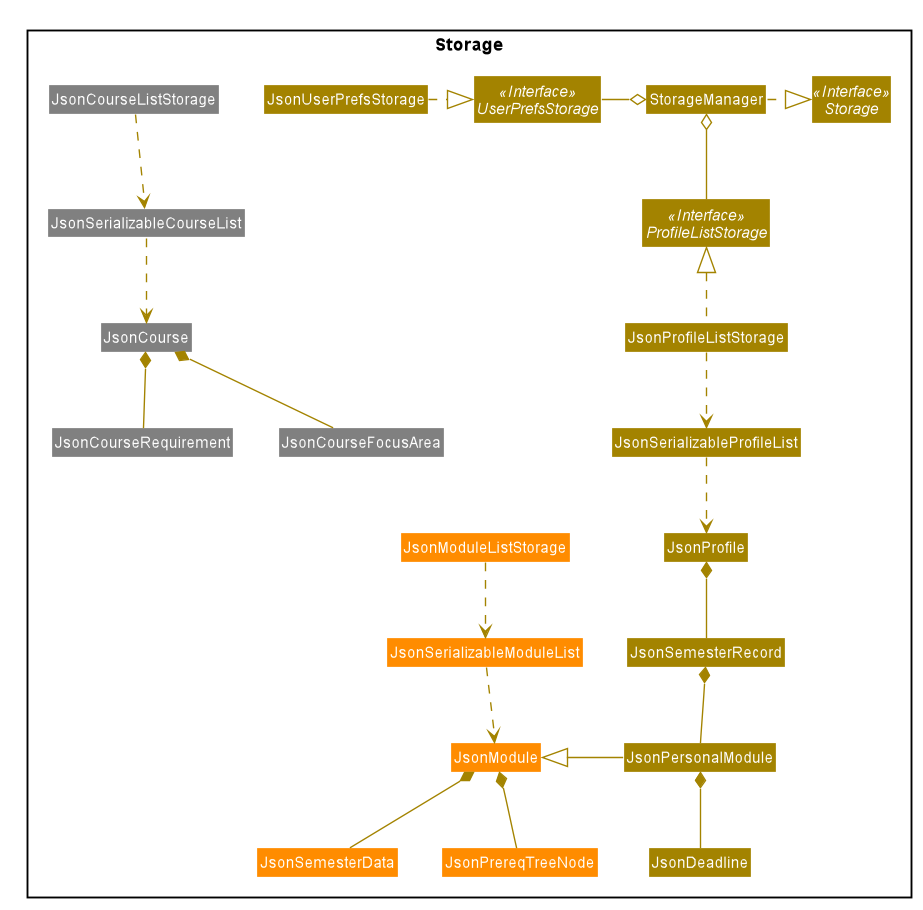 Storage
JsonCourseListStorage
JsonUserPrefsStorage
«Interface»
UserPrefsStorage
StorageManager
«Interface»
Storage
JsonSerializableCourseList
«Interface»
ProfileListStorage
JsonCourse
JsonProfileListStorage
JsonCourseRequirement
JsonCourseFocusArea
JsonSerializableProfileList
JsonModuleListStorage
JsonProfile
JsonSerializableModuleList
JsonSemesterRecord
JsonModule
JsonPersonalModule
JsonSemesterData
JsonPrereqTreeNode
JsonDeadline